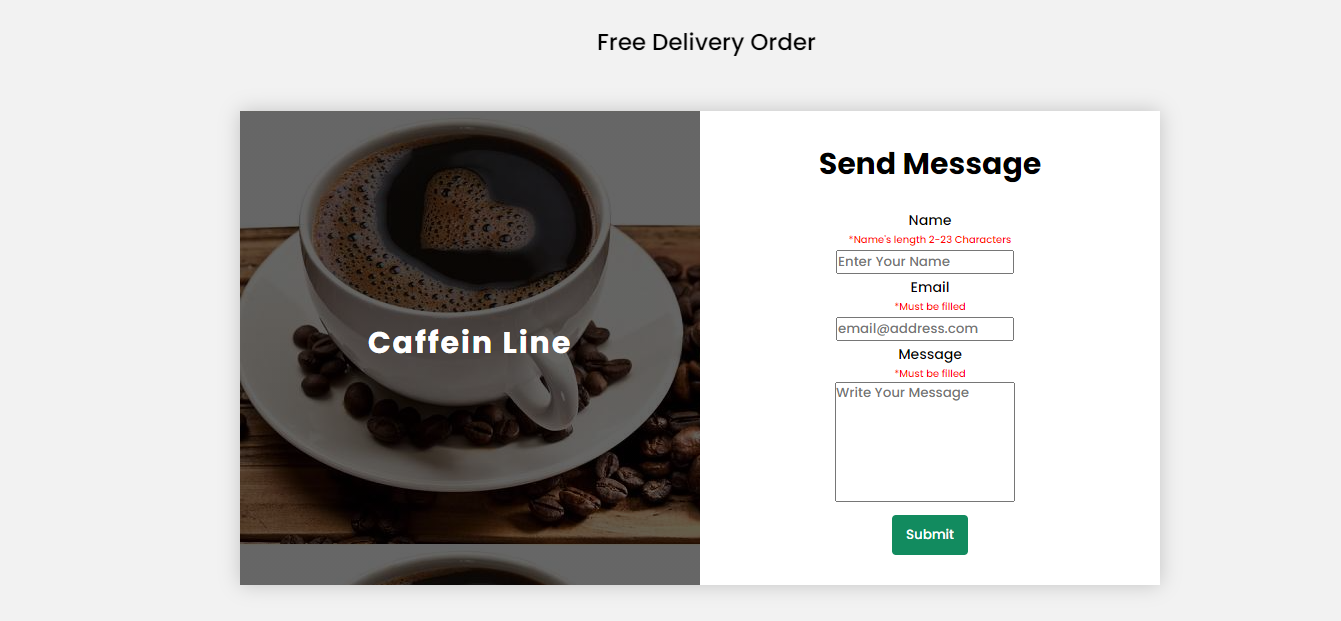 Free Delivery Order
Caffein Line
Send Message
Name
*Name's length 2-23 Characters
Enter Your Name
Email
*Must be filled
email@address.com
Message
*Must be filled
Write Your Message
Submit